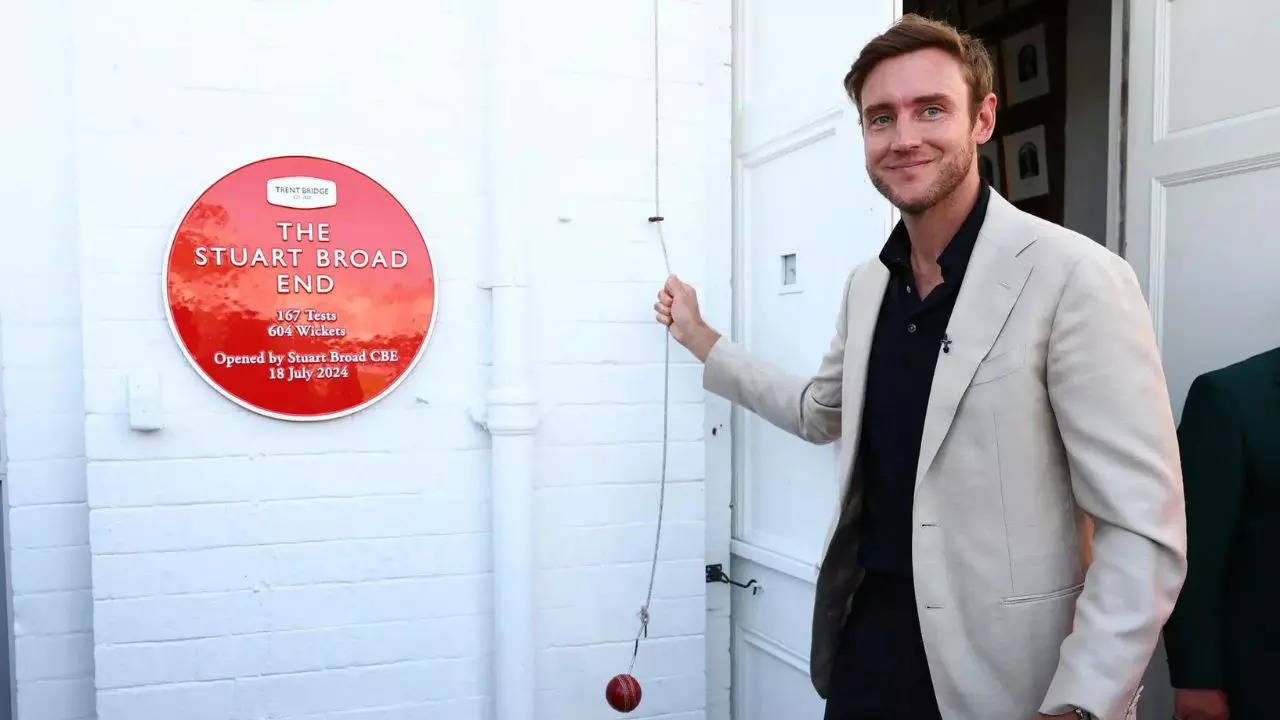 TRENT BRIDGE
THE
STUART BROAD
END
167 Tests
604 Wickets
Opened by Stuart Broad CBE
18 July 2024